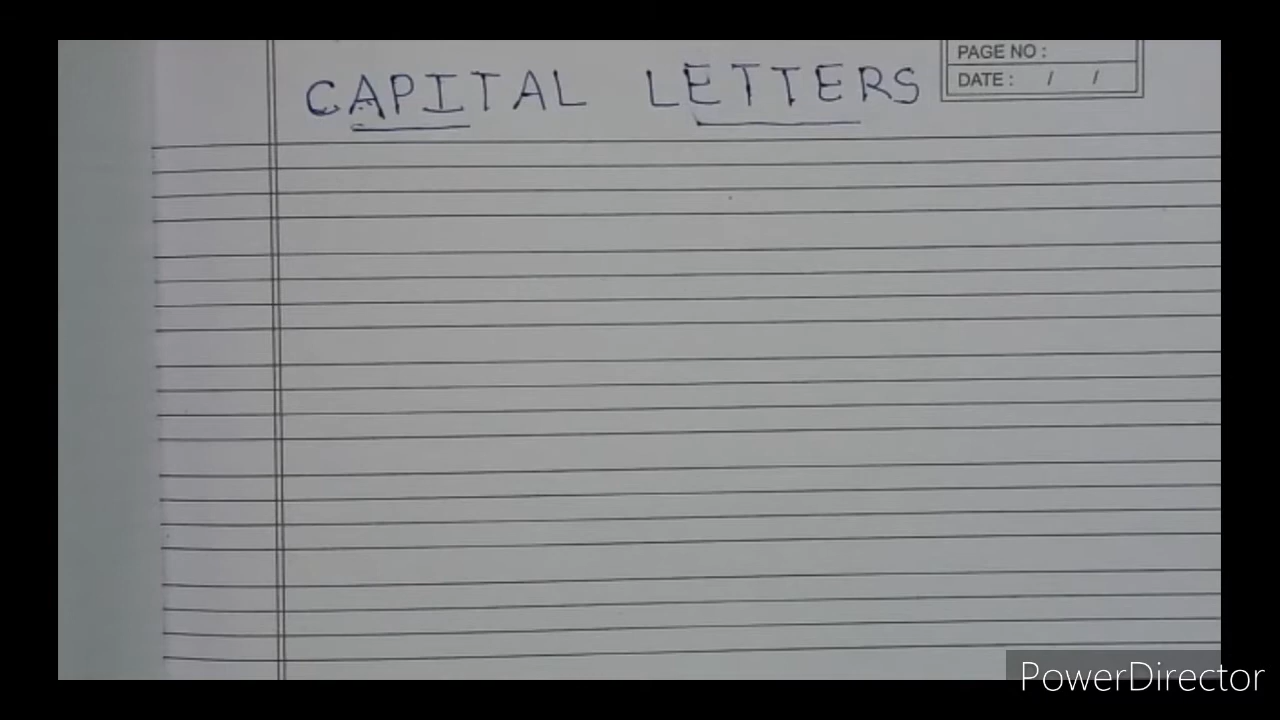 PAGE NO :
CAPITAL LETTERS
DATE : / /
PowerDirector